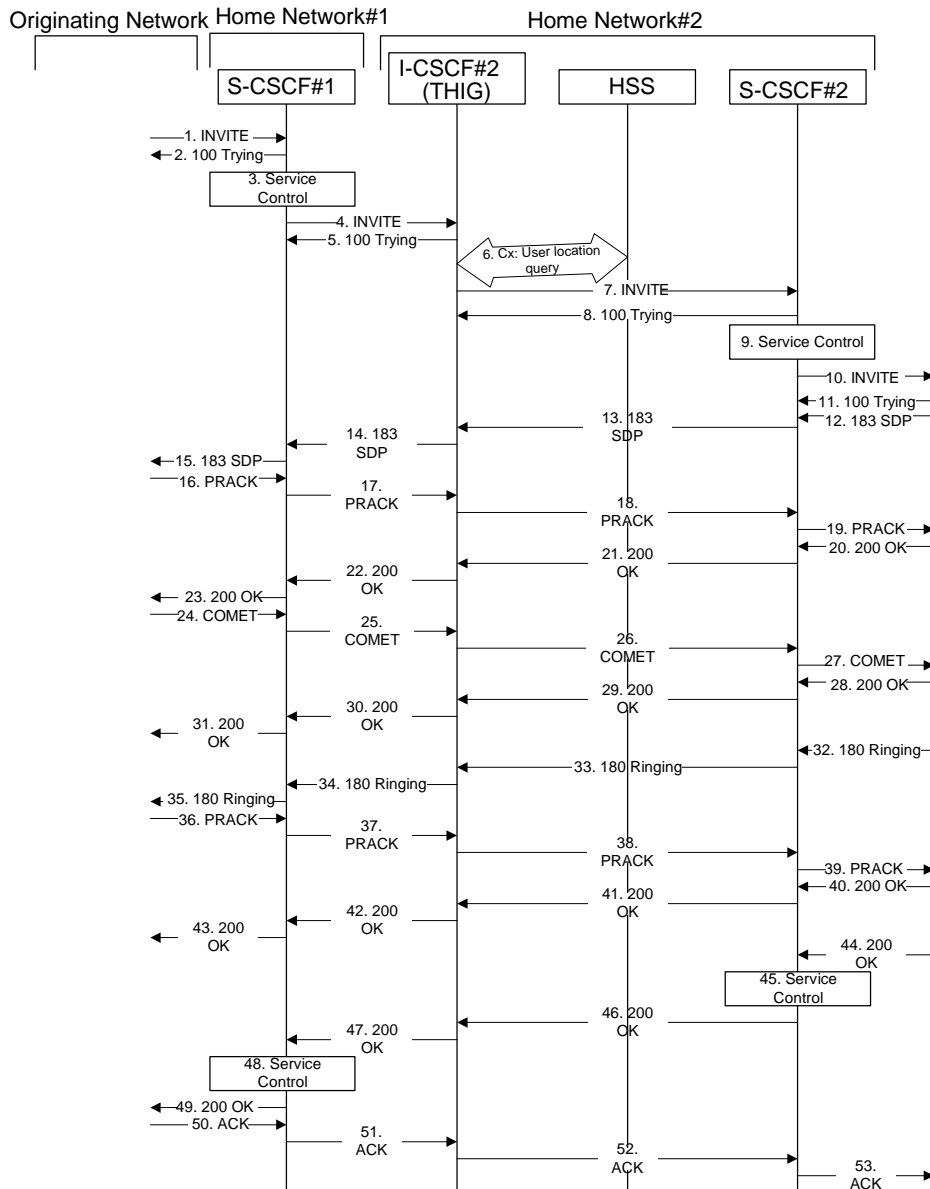 Originating Network
Home Network#1
Home Network#2
S-CSCF#1
I-CSCF#2
(THIG)
HSS
S-CSCF#2
1. INVITE
2. 100 Trying
3. Service
Control
4. INVITE
5. 100 Trying
6. Cx: User location
query
7. INVITE
8. 100 Trying
9. Service Control
10. INVITE
11. 100 Trying
12. 183 SDP
13. 183
SDP
14. 183
SDP
15. 183 SDP
16. PRACK
17.
PRACK
18.
PRACK
19. PRACK
20. 200 OK
21. 200
OK
22. 200
OK
23. 200 OK
24. COMET
25.
COMET
26.
COMET
27. COMET
28. 200 OK
29. 200
OK
30. 200
OK
31. 200
OK
32. 180 Ringing
33. 180 Ringing
34. 180 Ringing
35. 180 Ringing
36. PRACK
37.
PRACK
38.
PRACK
39. PRACK
40. 200 OK
41. 200
OK
42. 200
OK
43. 200
OK
44. 200
OK
45. Service
Control
46. 200
OK
47. 200
OK
48. Service
Control
49. 200 OK
50. ACK
51.
ACK
52.
ACK
53.
ACK